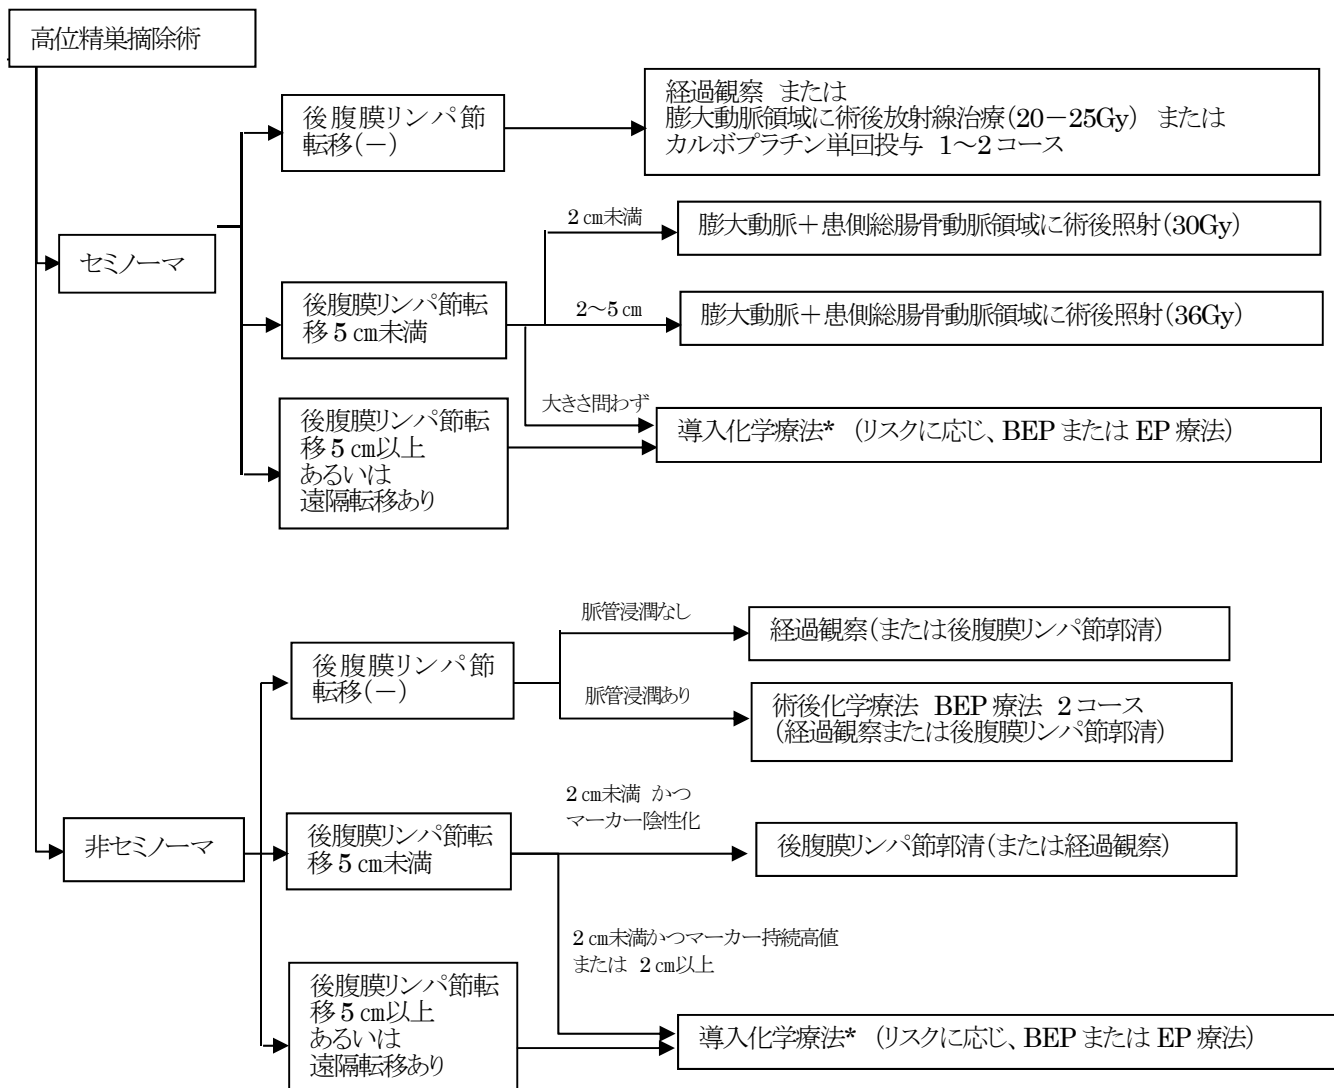 高位精巣摘除術
後腹膜リンパ節
転移(－)
経過観察 または
膨大動脈領域に術後放射線治療(20－25Gy) または
カルボプラチン単回投与 1～2コース
セミノーマ
後腹膜リンパ節転
移5㎝未満
2㎝未満
膨大動脈＋患側総腸骨動脈領域に術後照射(30Gy)
2～5㎝
膨大動脈＋患側総腸骨動脈領域に術後照射(36Gy)
大きさ問わず
後腹膜リンパ節転
移5㎝以上
あるいは
遠隔転移あり
導入化学療法* (リスクに応じ、BEP または EP 療法)
後腹膜リンパ節
転移(－)
脈管浸潤なし
経過観察(または後腹膜リンパ節郭清)
脈管浸潤あり
術後化学療法 BEP 療法 2コース
(経過観察または後腹膜リンパ節郭清)
非セミノーマ
後腹膜リンパ節転
移5㎝未満
2㎝未満 かつ
マーカー陰性化
後腹膜リンパ節郭清(または経過観察)
2㎝未満かつマーカー持続高値
または 2㎝以上
後腹膜リンパ節転
移5㎝以上
あるいは
遠隔転移あり
導入化学療法* (リスクに応じ、BEP または EP 療法)